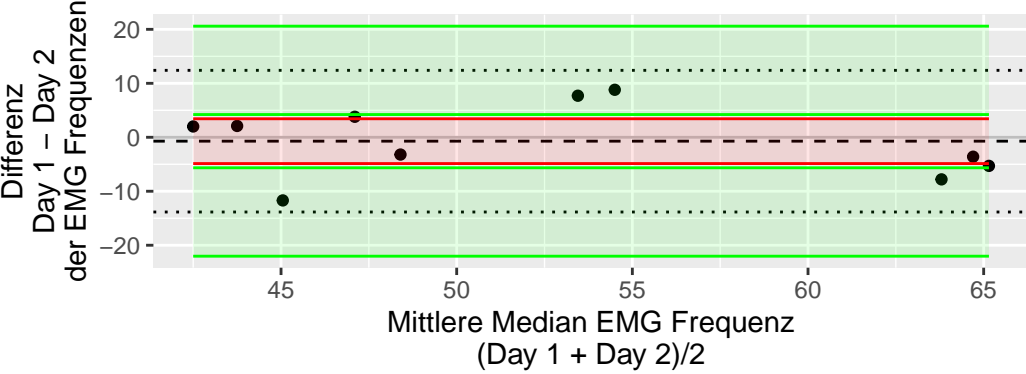 Differenz
Day 1 − Day 2
der EMG Frequenzen
20
10
0
−10
−20
45
50
55
60
65
Mittlere Median EMG Frequenz
(Day 1 + Day 2)/2